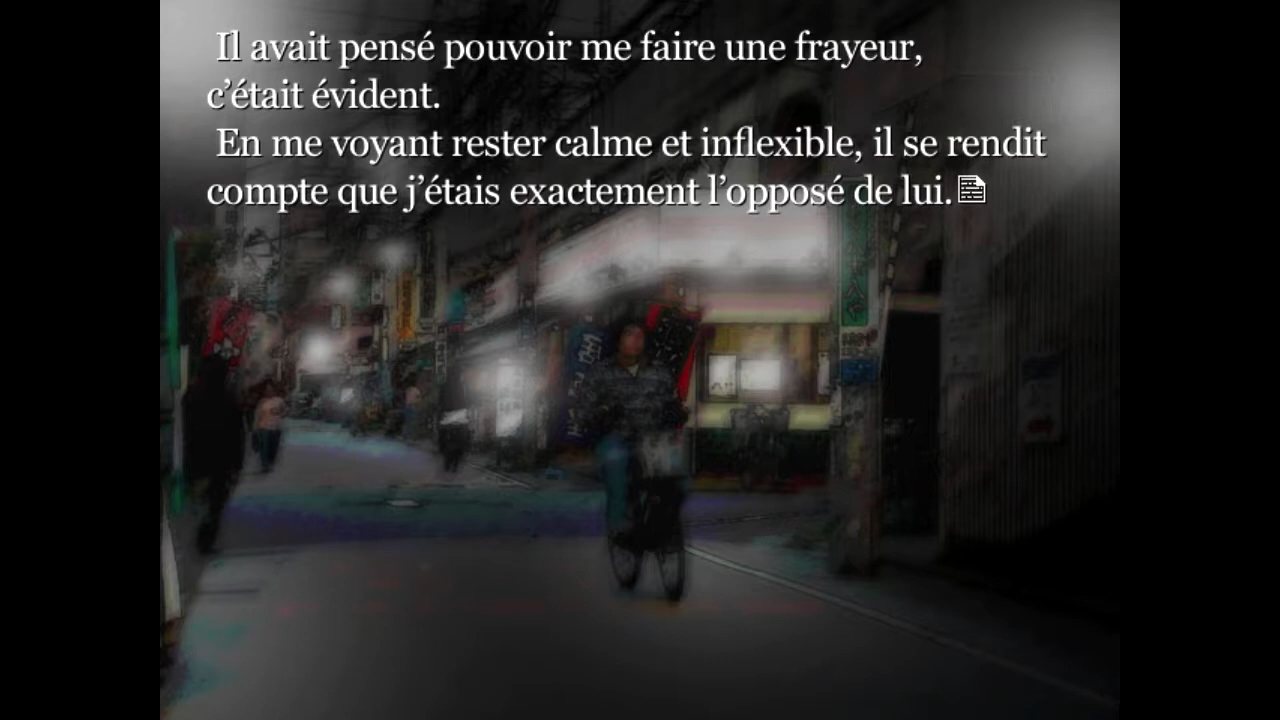 Il avait pensé pouvoir me faire une frayeur,
c’était évident.
En me voyant rester calme et inflexible, il se rendit
compte que j’étais exactement l’opposé de lui.